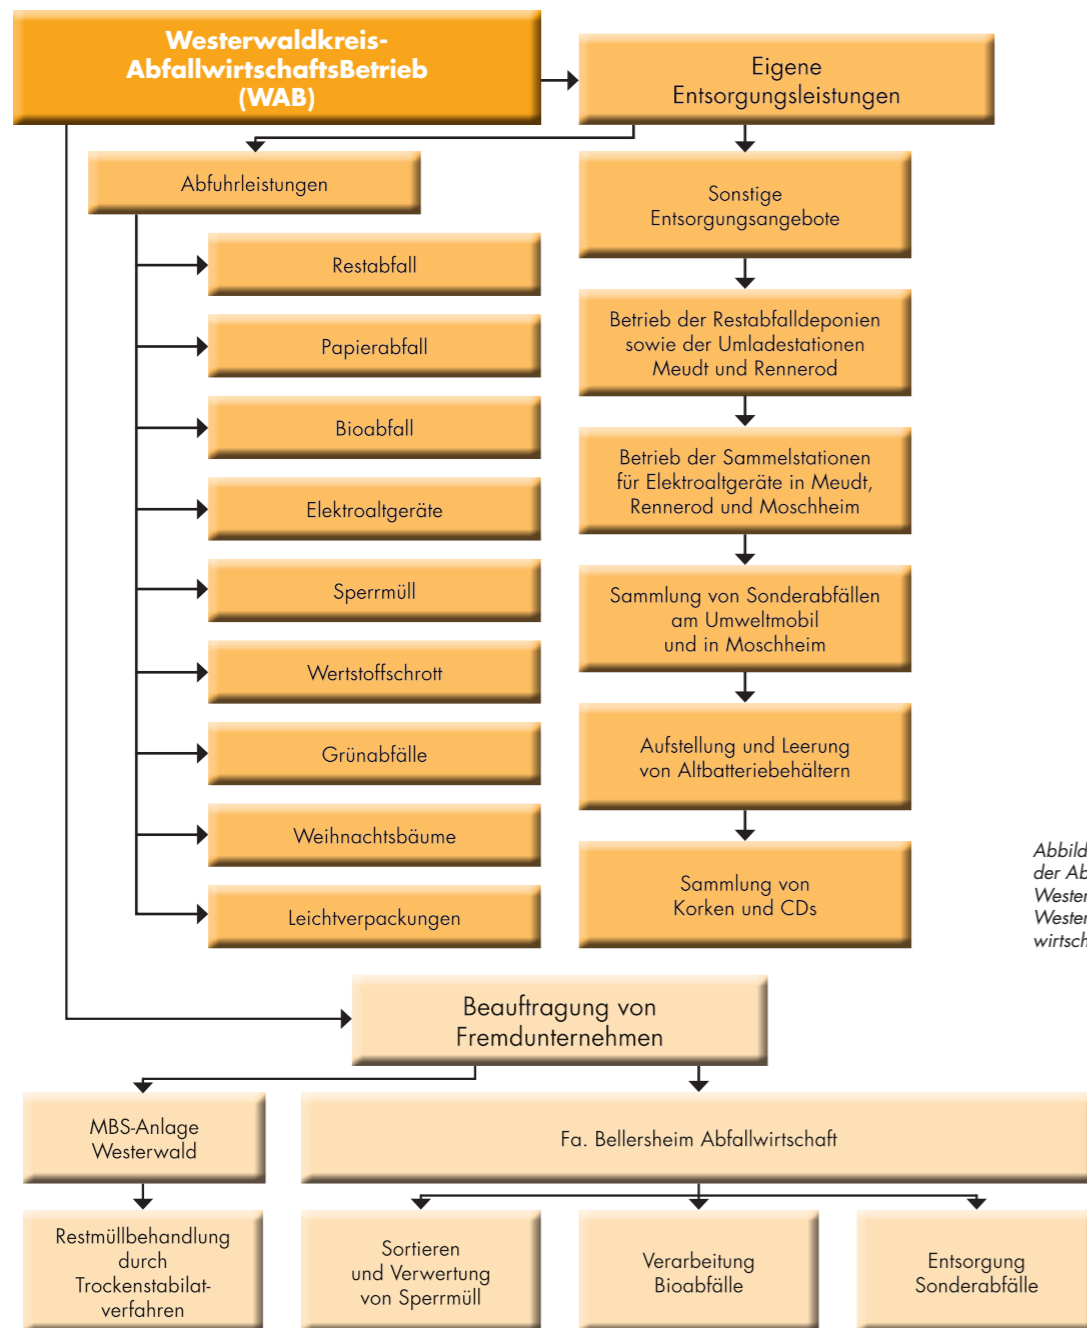 Westerwaldkreis-
AbfallwirtschaftsBetrieb
(WAB)
Eigene
Entsorgungsleistungen
Abfuhrleistungen
Restabfall
Papierabfall
Bioabfall
Elektroaltgeräte
Sperrmüll
Wertstoffschrott
Grünabfälle
Weihnachtsbäume
Leichtverpackungen
Sonstige
Entsorgungsangebote
Betrieb der Restabfalldeponien
sowie der Umladestationen
Meudt und Rennerod
Betrieb der Sammelstationen
für Elektroaltgeräte in Meudt,
Rennerod und Moschheim
Sammlung von Sonderabfällen
am Umweltmobil
und in Moschheim
Aufstellung und Leerung
von Altbatteriebehältern
Sammlung von
Korken und CDs
Abbild
der Ab
Wester
Wester
wirtsch
Beauftragung von
Fremdunternehmen
MBS-Anlage
Westerwald
Fa. Bellersheim Abfallwirtschaft
Restmüllbehandlung
durch
Trockenstabilat-
verfahren
Sortieren
und Verwertung
von Sperrmüll
Verarbeitung
Bioabfälle
Entsorgung
Sonderabfälle